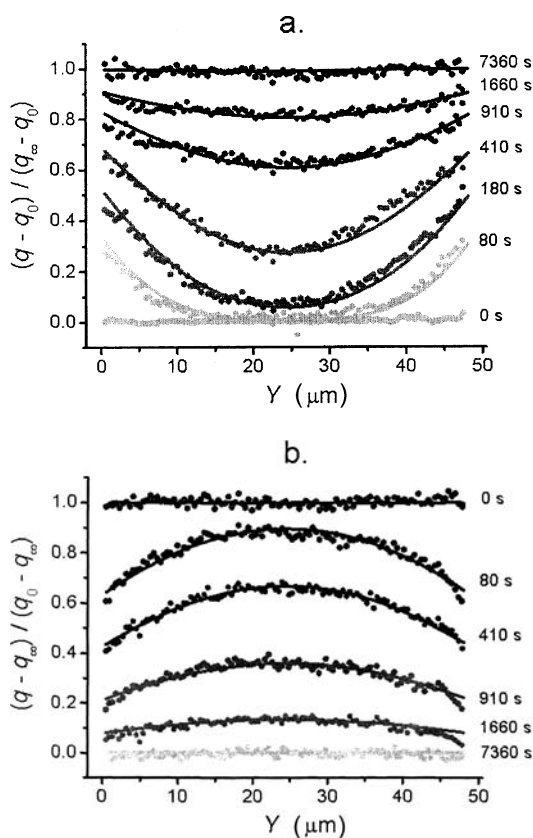 a.
(q - q₀) / (q∞ - q₀)
1.0
0.8
0.6
0.4
0.2
0.0
7360 s
1660 s
910 s
410 s
180 s
80 s
0 s
0 10 20 30 40 50
Y (μm)
b.
(q - q∞) / (q₀ - q∞)
1.0
0.8
0.6
0.4
0.2
0.0
0 s
80 s
410 s
910 s
1660 s
7360 s
0 10 20 30 40 50
Y (μm)